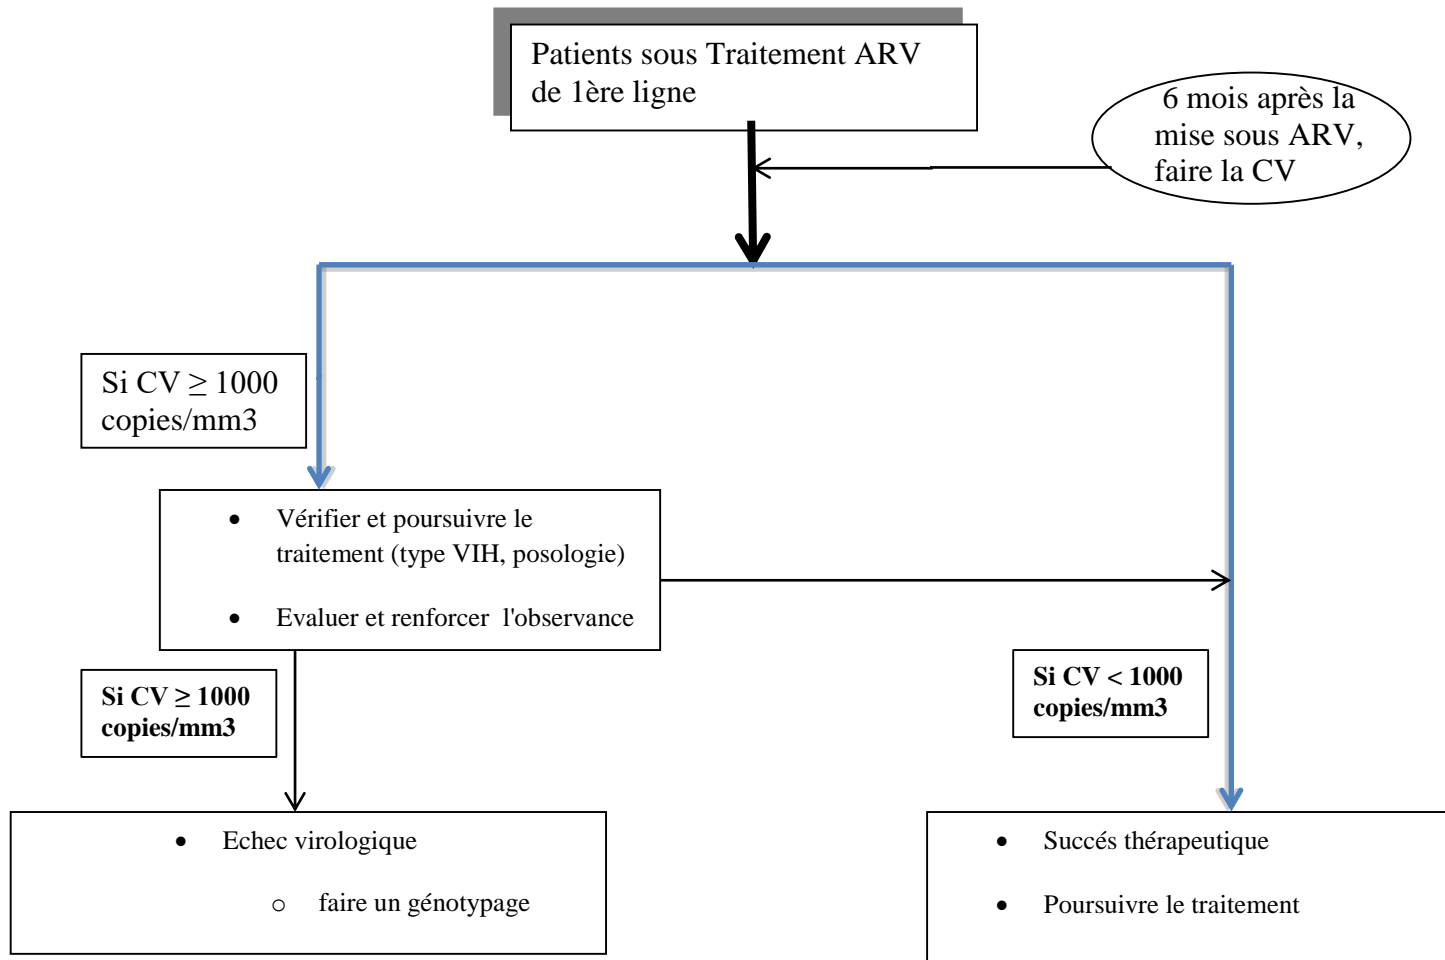 Patients sous Traitement ARV
de 1ère ligne
6 mois après la
mise sous ARV,
faire la CV
Si CV ≥ 1000
copies/mm3
• Vérifier et poursuivre le
traitement (type VIH, posologie)
• Evaluer et renforcer l'observance
Si CV ≥ 1000
copies/mm3
Si CV < 1000
copies/mm3
• Echec virologique
o faire un génotypage
• Succés thérapeutique
• Poursuivre le traitement